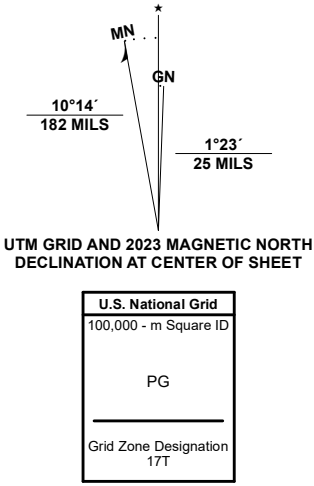 ★
MN
GN
10°14´
182 MILS
1°23´
25 MILS
UTM GRID AND 2023 MAGNETIC NORTH
DECLINATION AT CENTER OF SHEET
U.S. National Grid
100,000 - m Square ID
PG
Grid Zone Designation
17T